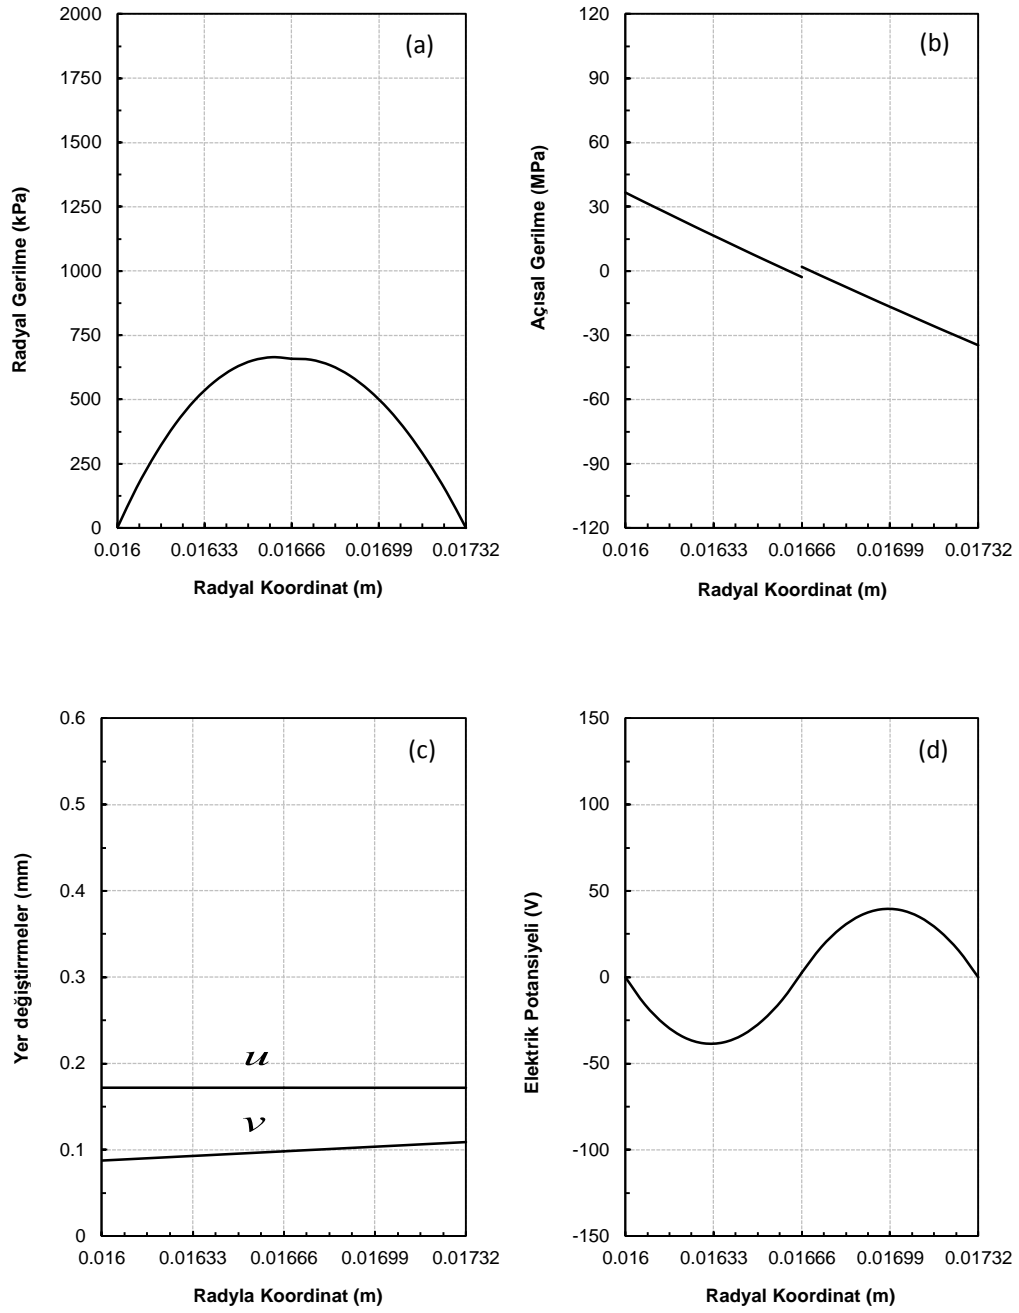 (a)
Radyal Gerilme (kPa)
2000
1750
1500
1250
1000
750
500
250
0
0.016 0.01633 0.01666 0.01699 0.01732
Radyal Koordinat (m)
(b)
Açısal Gerilme (MPa)
120
90
60
30
0
-30
-60
-90
-120
0.016 0.01633 0.01666 0.01699 0.01732
Radyal Koordinat (m)
(c)
Yer değiştirrmeler (mm)
0.6
0.5
0.4
0.3
0.2
0.1
0
u
v
0.016 0.01633 0.01666 0.01699 0.01732
Radyla Koordinat (m)
(d)
Elektrik Potansiyeli (V)
150
100
50
0
-50
-100
-150
0.016 0.01633 0.01666 0.01699 0.01732
Radyal Koordinat (m)